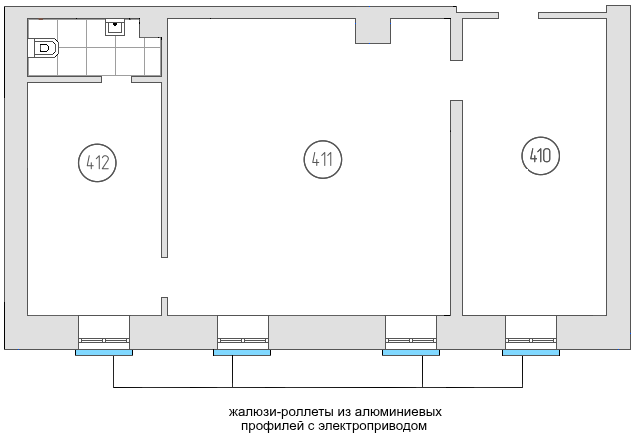 412
411
410
жалюзи-роллеты из алюминиевых
профилей с электроприводом